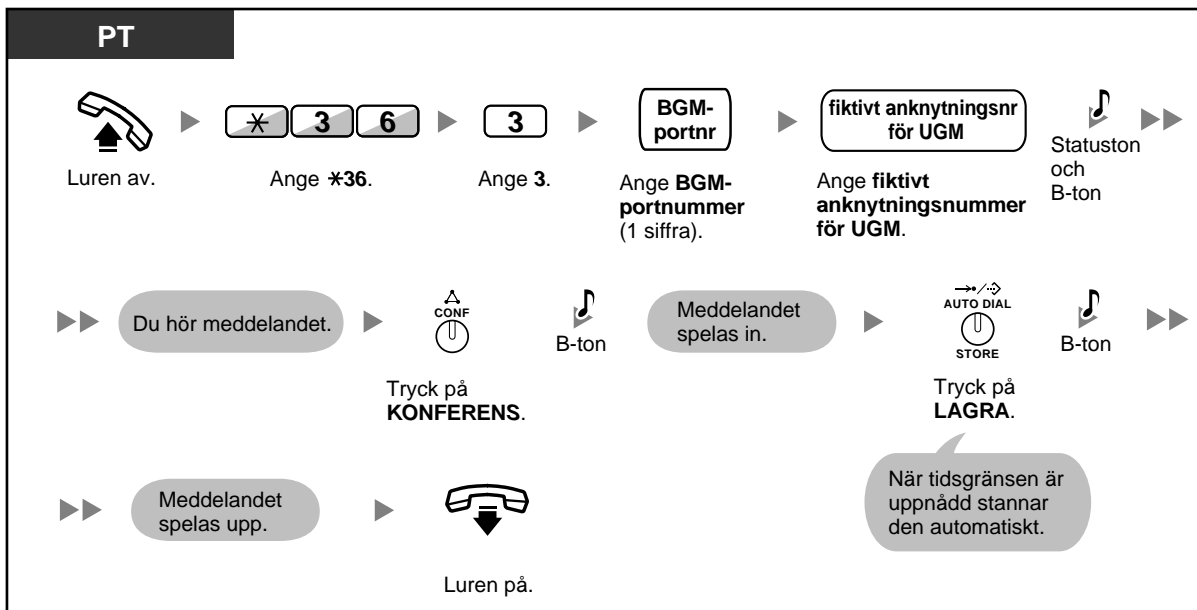 PT
✳ 3 6
3
BGM-
portnr
fiktivt anknytningsnr
för UGM
Luren av.
Ange ✳36.
Ange 3.
Ange BGM-
portnummer
(1 siffra).
Ange fiktivt
anknytningsnummer
för UGM.
Statuston
och
B-ton
Du hör meddelandet.
CONF
Tryck på
KONFERENS.
B-ton
Meddelandet
spelas in.
AUTO DIAL
STORE
Tryck på
LAGRA.
B-ton
När tidsgränsen är
uppnådd stannar
den automatiskt.
Meddelandet
spelas upp.
Luren på.